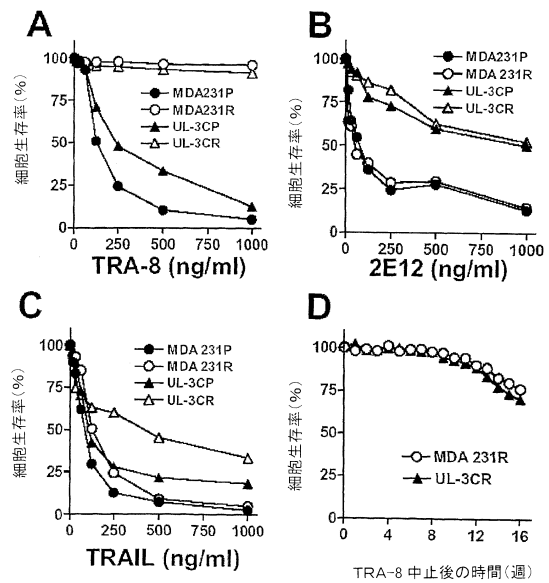 A
細胞生存率(%)
100
75
50
25
0
MDA231P
MDA231R
UL-3CP
UL-3CR
0 250 500 750 1000
TRA-8 (ng/ml)
B
細胞生存率(%)
100
75
50
25
0
MDA231P
MDA 231R
UL-3CP
UL-3CR
0 250 500 750 1000
2E12 (ng/ml)
C
細胞生存率(%)
100
75
50
25
0
MDA 231P
MDA 231R
UL-3CP
UL-3CR
0 250 500 750 1000
TRAIL (ng/ml)
D
細胞生存率(%)
100
75
50
25
0
MDA 231R
UL-3CR
0 4 8 12 16
TRA-8 中止後の時間(週)